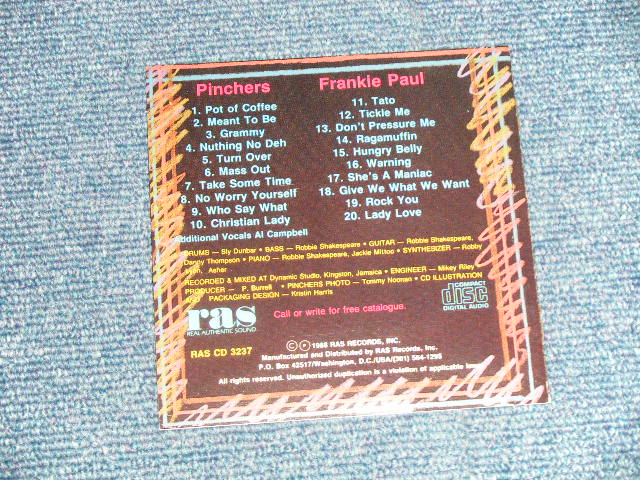 Pinchers
1. Pot of Coffee
2. Meant To Be
3. Grammy
4. Nuthing No Deh
5. Turn Over
6. Mass Out
7. Take Some Time
8. No Worry Yourself
9. Who Say What
10. Christian Lady
Additional Vocals Al Campbell
Frankie Paul
11. Tato
12. Tickle Me
13. Don't Pressure Me
14. Ragamuffin
15. Hungry Belly
16. Warning
17. She's A Maniac
18. Give We What We Want
19. Rock You
20. Lady Love
DRUMS — Sly Dunbar • BASS — Robbie Shakespeare • GUITAR — Robbie Shakespeare,
Danny Thompson • PIANO — Robbie Shakespeare, Jackie Mittoo • SYNTHESIZER — Robby
Lyn, Asher
RECORDED & MIXED AT Dynamic Studio, Kingston, Jamaica • ENGINEER — Mikey Riley
PRODUCER — P. Burrell • PINCHERS PHOTO — Tommy Noonan • CD ILLUSTRATION
AND PACKAGING DESIGN — Kristin Harris
ras
REAL AUTHENTIC SOUND
Call or write for free catalogue.
COMPACT
disc
DIGITAL AUDIO
RAS CD 3237
© ℗ 1988 RAS RECORDS, INC.
Manufactured and Distributed by RAS Records, Inc.
P.O. Box 42517/Washington, D.C./USA/(301) 564-1295
All rights reserved. Unauthorized duplication is a violation of applicable laws.